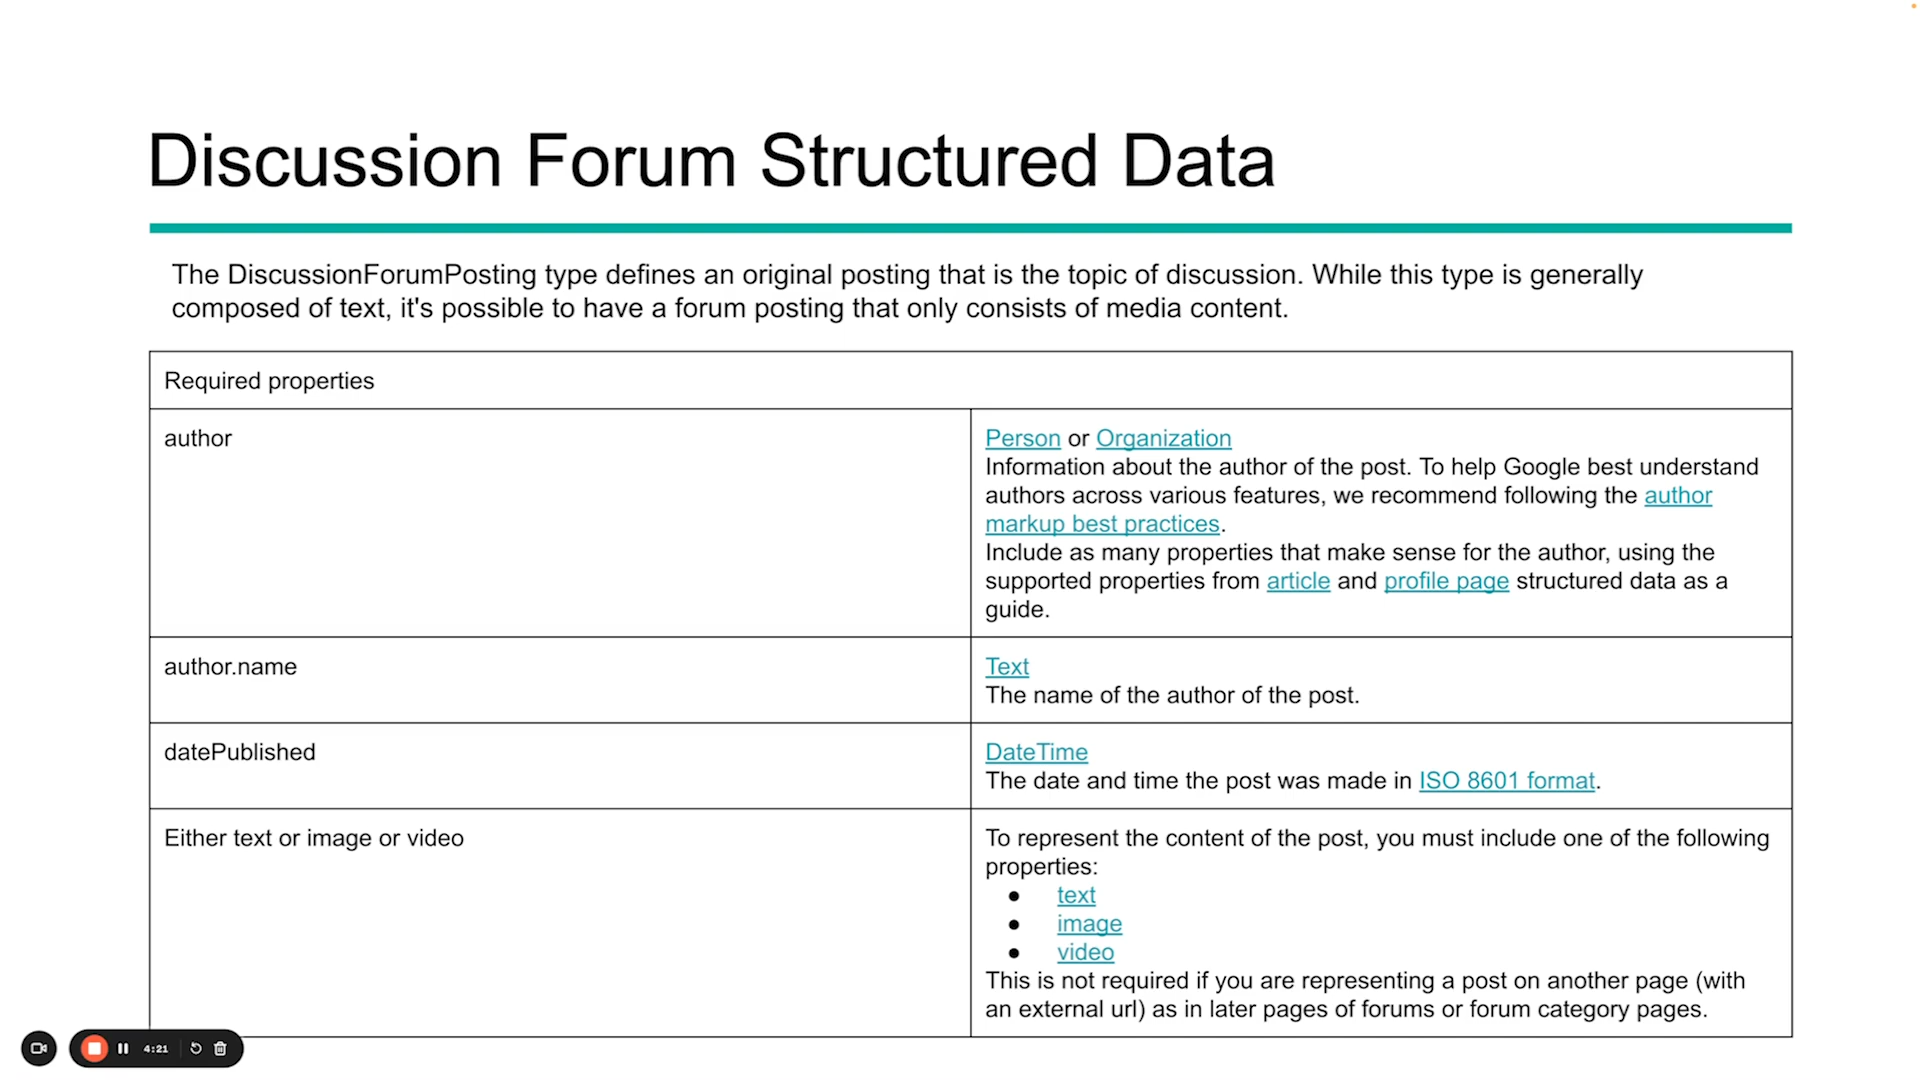 Discussion Forum Structured Data
The DiscussionForumPosting type defines an original posting that is the topic of discussion. While this type is generally
composed of text, it's possible to have a forum posting that only consists of media content.
Required properties
author
Person or Organization
Information about the author of the post. To help Google best understand
authors across various features, we recommend following the author
markup best practices.
Include as many properties that make sense for the author, using the
supported properties from article and profile page structured data as a
guide.
author.name
Text
The name of the author of the post.
datePublished
DateTime
The date and time the post was made in ISO 8601 format.
Either text or image or video
To represent the content of the post, you must include one of the following
properties:
● text
● image
● video
This is not required if you are representing a post on another page (with
an external url) as in later pages of forums or forum category pages.
4:21